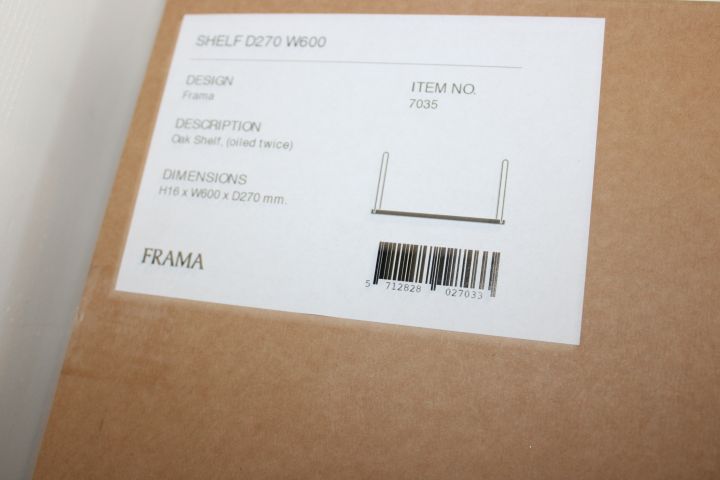 SHELF D270 W600
DESIGN
Frama
ITEM NO.
7035
DESCRIPTION
Oak Shelf, (oiled twice)
DIMENSIONS
H16 x W600 x D270 mm.
FRAMA
5 712828 027033